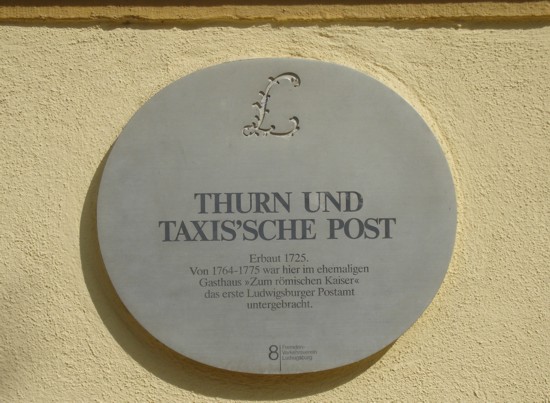 L
THURN UND
TAXIS'SCHE POST
Erbaut 1725.
Von 1764-1775 war hier im ehemaligen
Gasthaus »Zum römischen Kaiser«
das erste Ludwigsburger Postamt
untergebracht.
8
Ludwigsburg